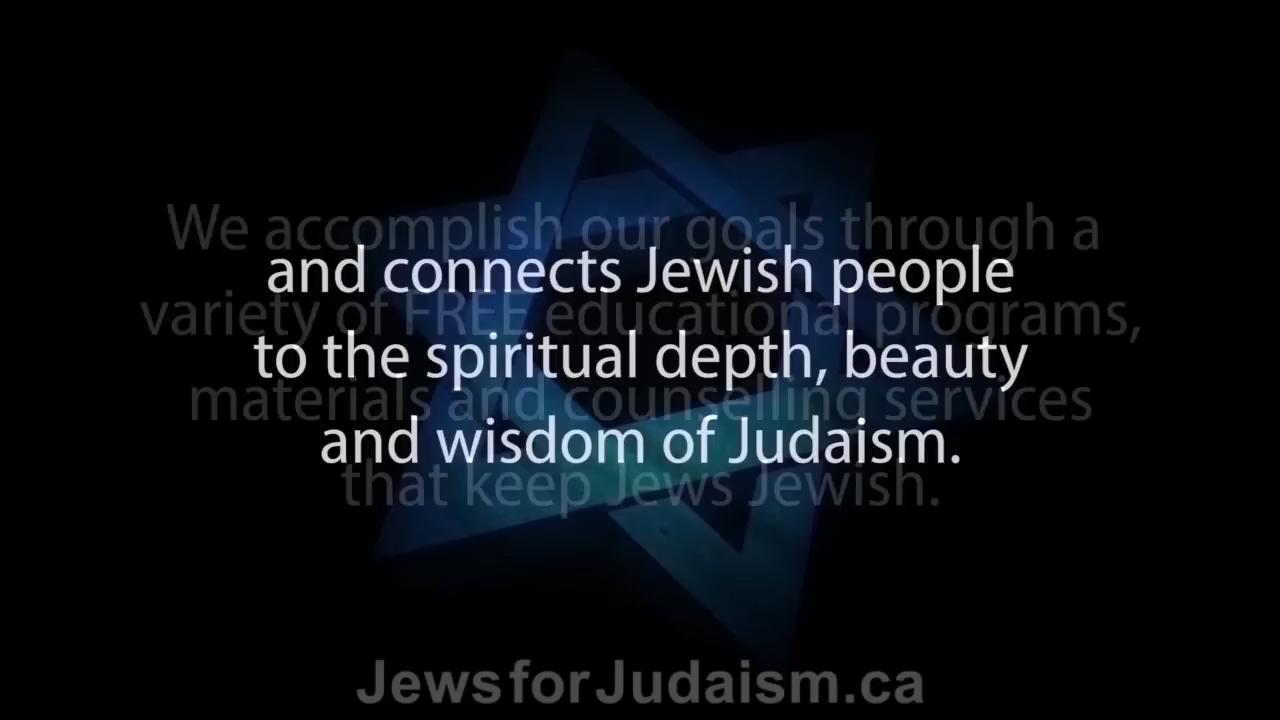 We accomplish our goals through a
and connects Jewish people
variety of FREE educational programs,
to the spiritual depth, beauty
materials and counselling services
and wisdom of Judaism.
that keep Jews Jewish.
JewsforJudaism.ca